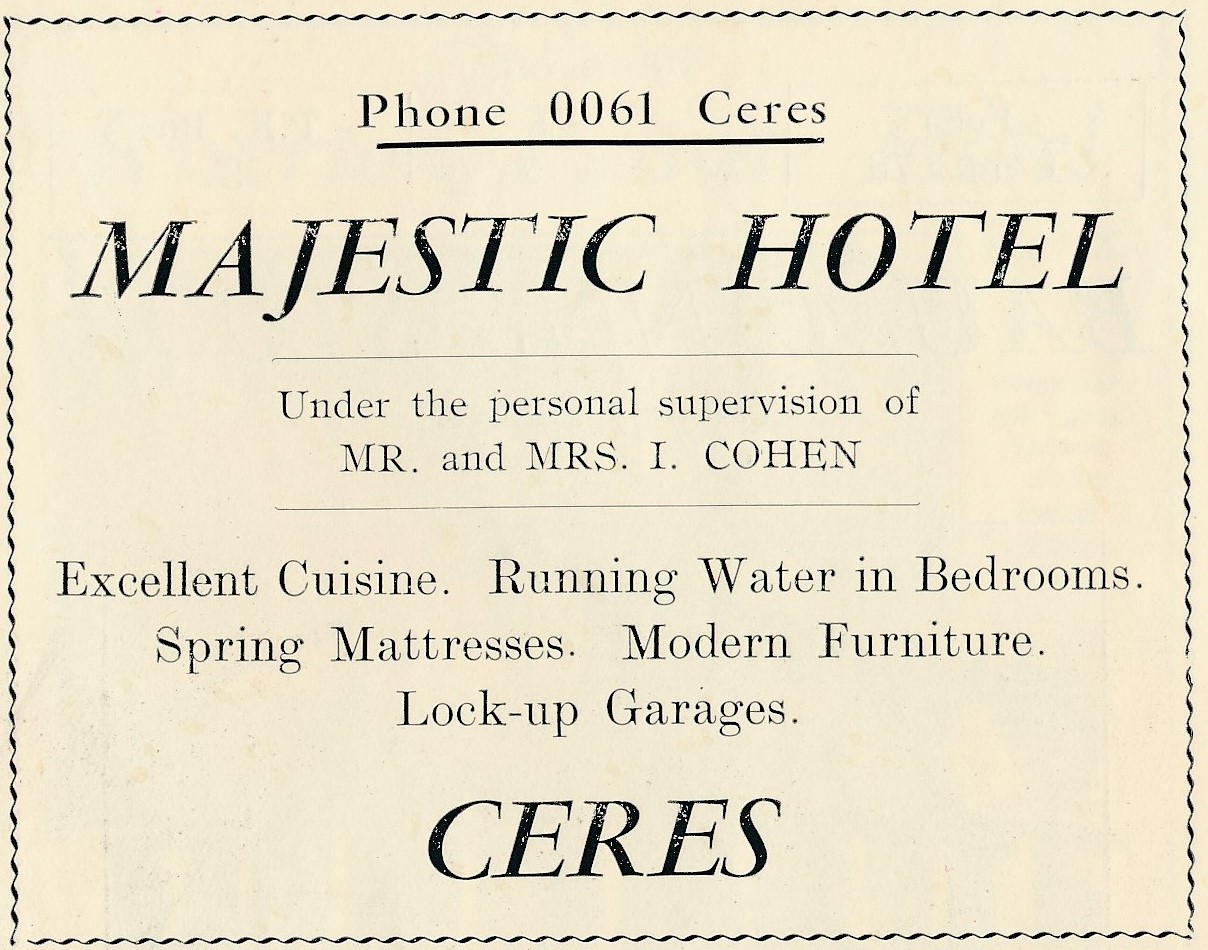 Phone 0061 Ceres
MAJESTIC HOTEL
Under the personal supervision of
MR. and MRS. I. COHEN
Excellent Cuisine. Running Water in Bedrooms.
Spring Mattresses. Modern Furniture.
Lock-up Garages.
CERES